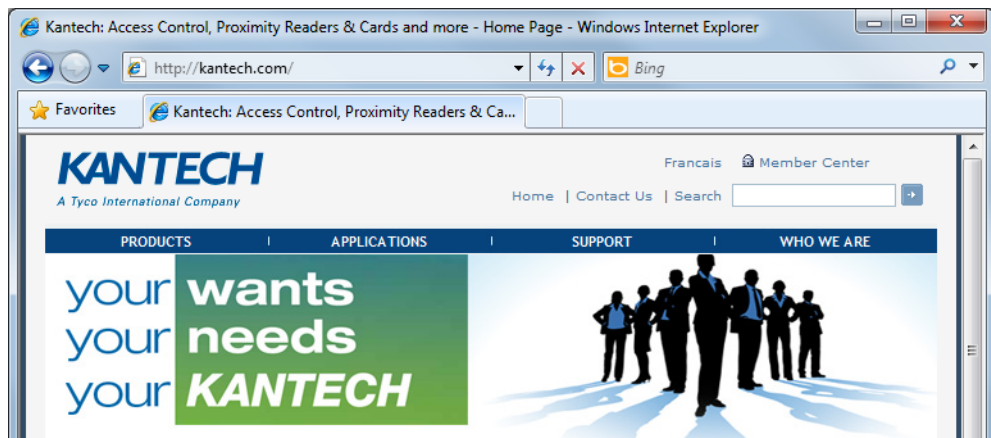 Kantech: Access Control, Proximity Readers & Cards and more - Home Page - Windows Internet Explorer
http://kantech.com/
Bing
Favorites
Kantech: Access Control, Proximity Readers & Ca...
KANTECH
A Tyco International Company
Francais Member Center
Home | Contact Us | Search
PRODUCTS | APPLICATIONS | SUPPORT | WHO WE ARE
your wants
your needs
your KANTECH